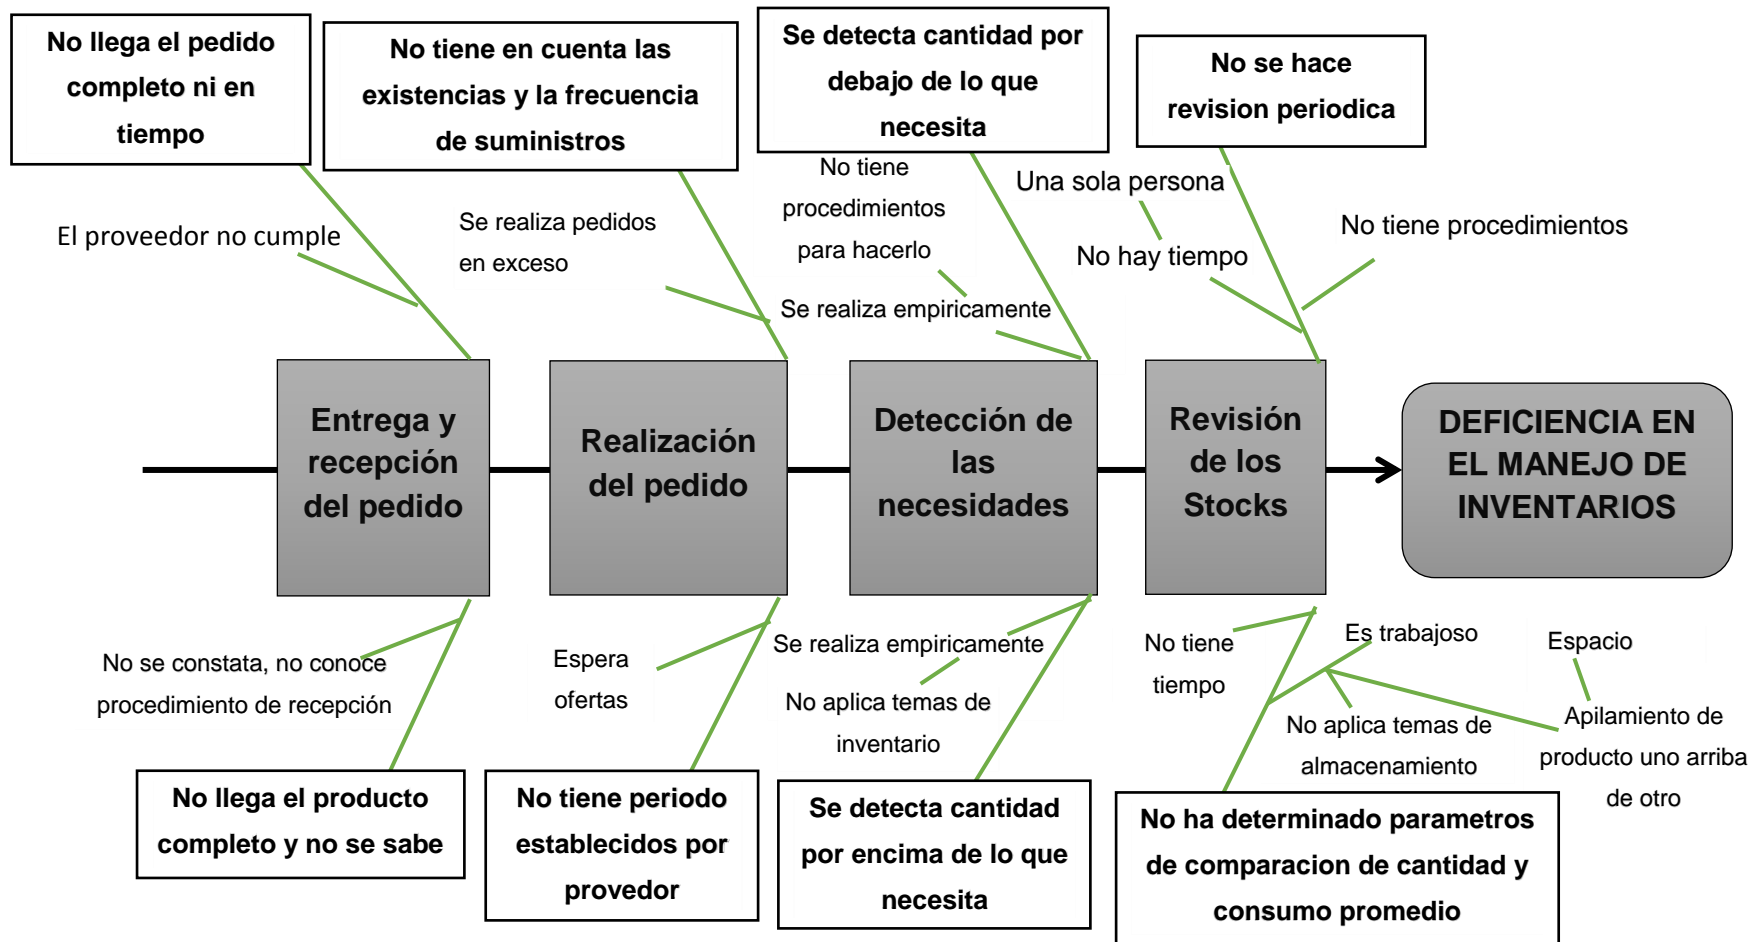 No llega el pedido
completo ni en
tiempo
No tiene en cuenta las
existencias y la frecuencia
de suministros
Se detecta cantidad por
debajo de lo que
necesita
No se hace
revision periodica
El proveedor no cumple
Se realiza pedidos
en exceso
No tiene
procedimientos
para hacerlo
Se realiza empiricamente
Una sola persona
No hay tiempo
No tiene procedimientos
Entrega y
recepción
del pedido
Realización
del pedido
Detección de
las
necesidades
Revisión
de los
Stocks
DEFICIENCIA EN
EL MANEJO DE
INVENTARIOS
No se constata, no conoce
procedimiento de recepción
Espera
ofertas
Se realiza empiricamente
No aplica temas de
inventario
No tiene
tiempo
Es trabajoso
Espacio
No aplica temas de
almacenamiento
Apilamiento de
producto uno arriba
de otro
No llega el producto
completo y no se sabe
No tiene periodo
establecidos por
provedor
Se detecta cantidad
por encima de lo que
necesita
No ha determinado parametros
de comparacion de cantidad y
consumo promedio